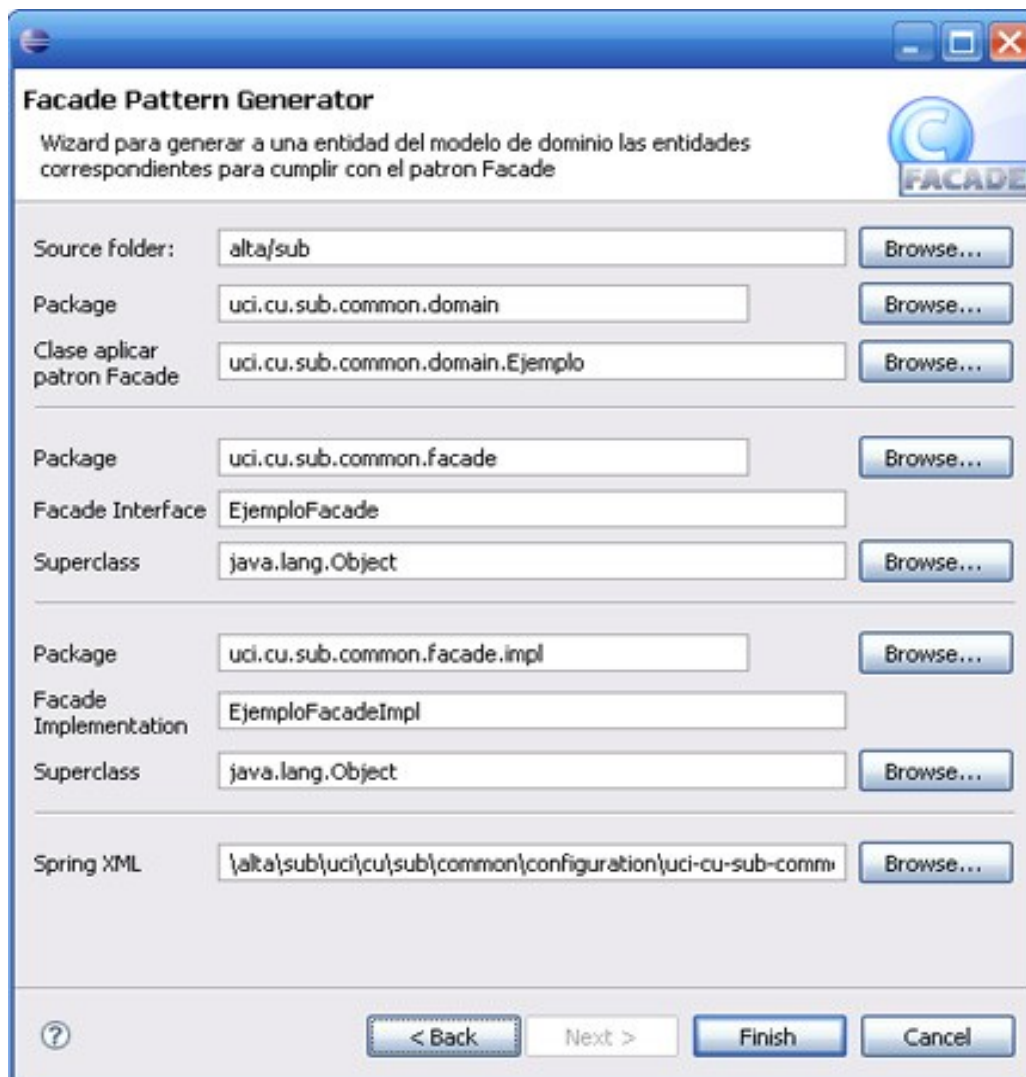 Facade Pattern Generator
Wizard para generar a una entidad del modelo de dominio las entidades
correspondientes para cumplir con el patron Facade
C
FACADE
Source folder: alta/sub Browse...
Package uci.cu.sub.common.domain Browse...
Clase aplicar
patron Facade uci.cu.sub.common.domain.Ejemplo Browse...
Package uci.cu.sub.common.facade Browse...
Facade Interface EjemploFacade
Superclass java.lang.Object Browse...
Package uci.cu.sub.common.facade.impl Browse...
Facade
Implementation EjemploFacadeImpl
Superclass java.lang.Object Browse...
Spring XML \alta\sub\uci\cu\sub\common\configuration\uci-cu-sub-comm Browse...
? < Back Next > Finish Cancel